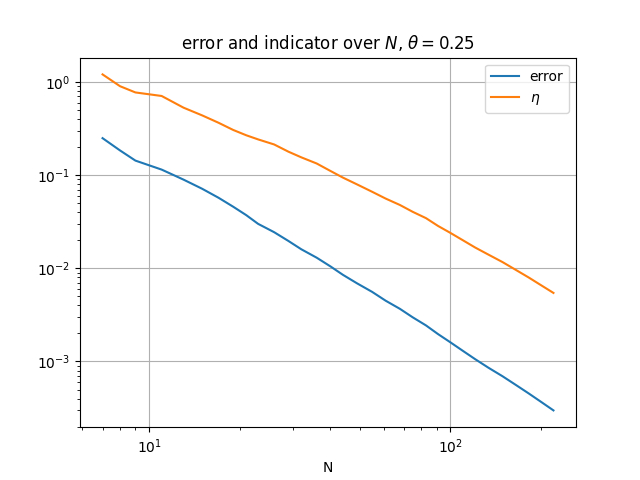 error and indicator over N, θ = 0.25
error
η
10⁰
10⁻¹
10⁻²
10⁻³
10¹
10²
N